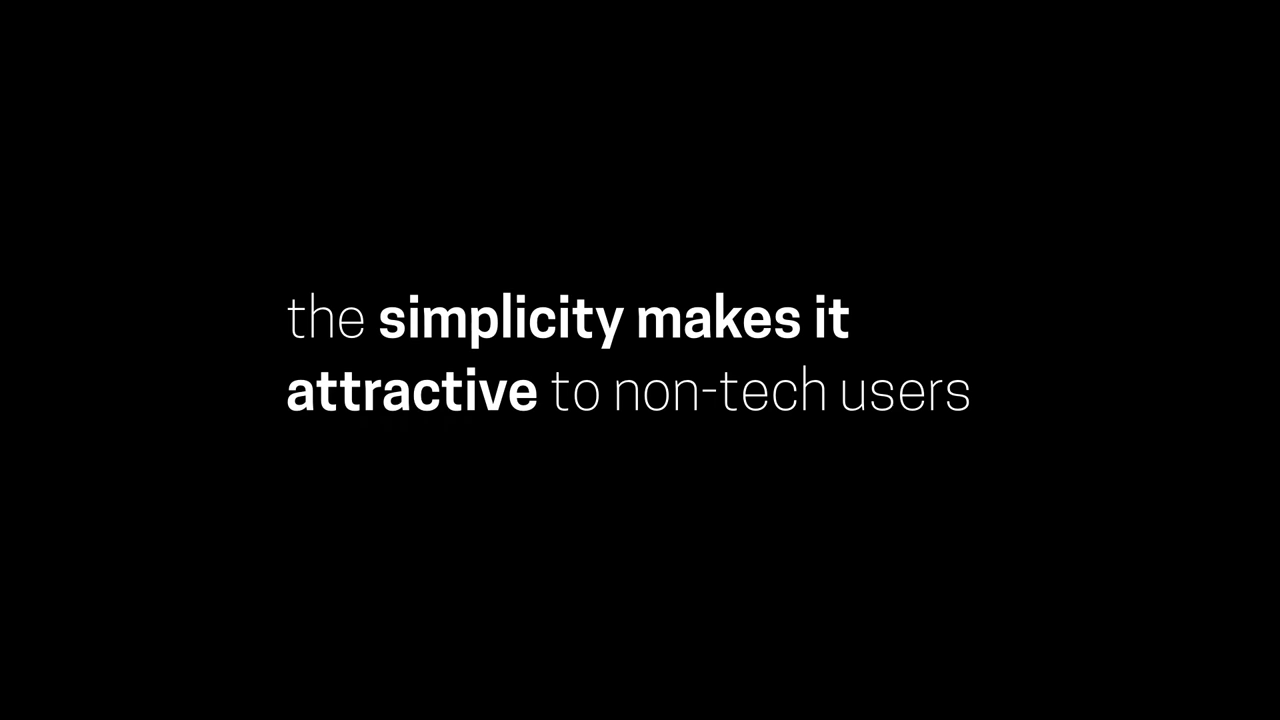 the simplicity makes it
attractive to non-tech users